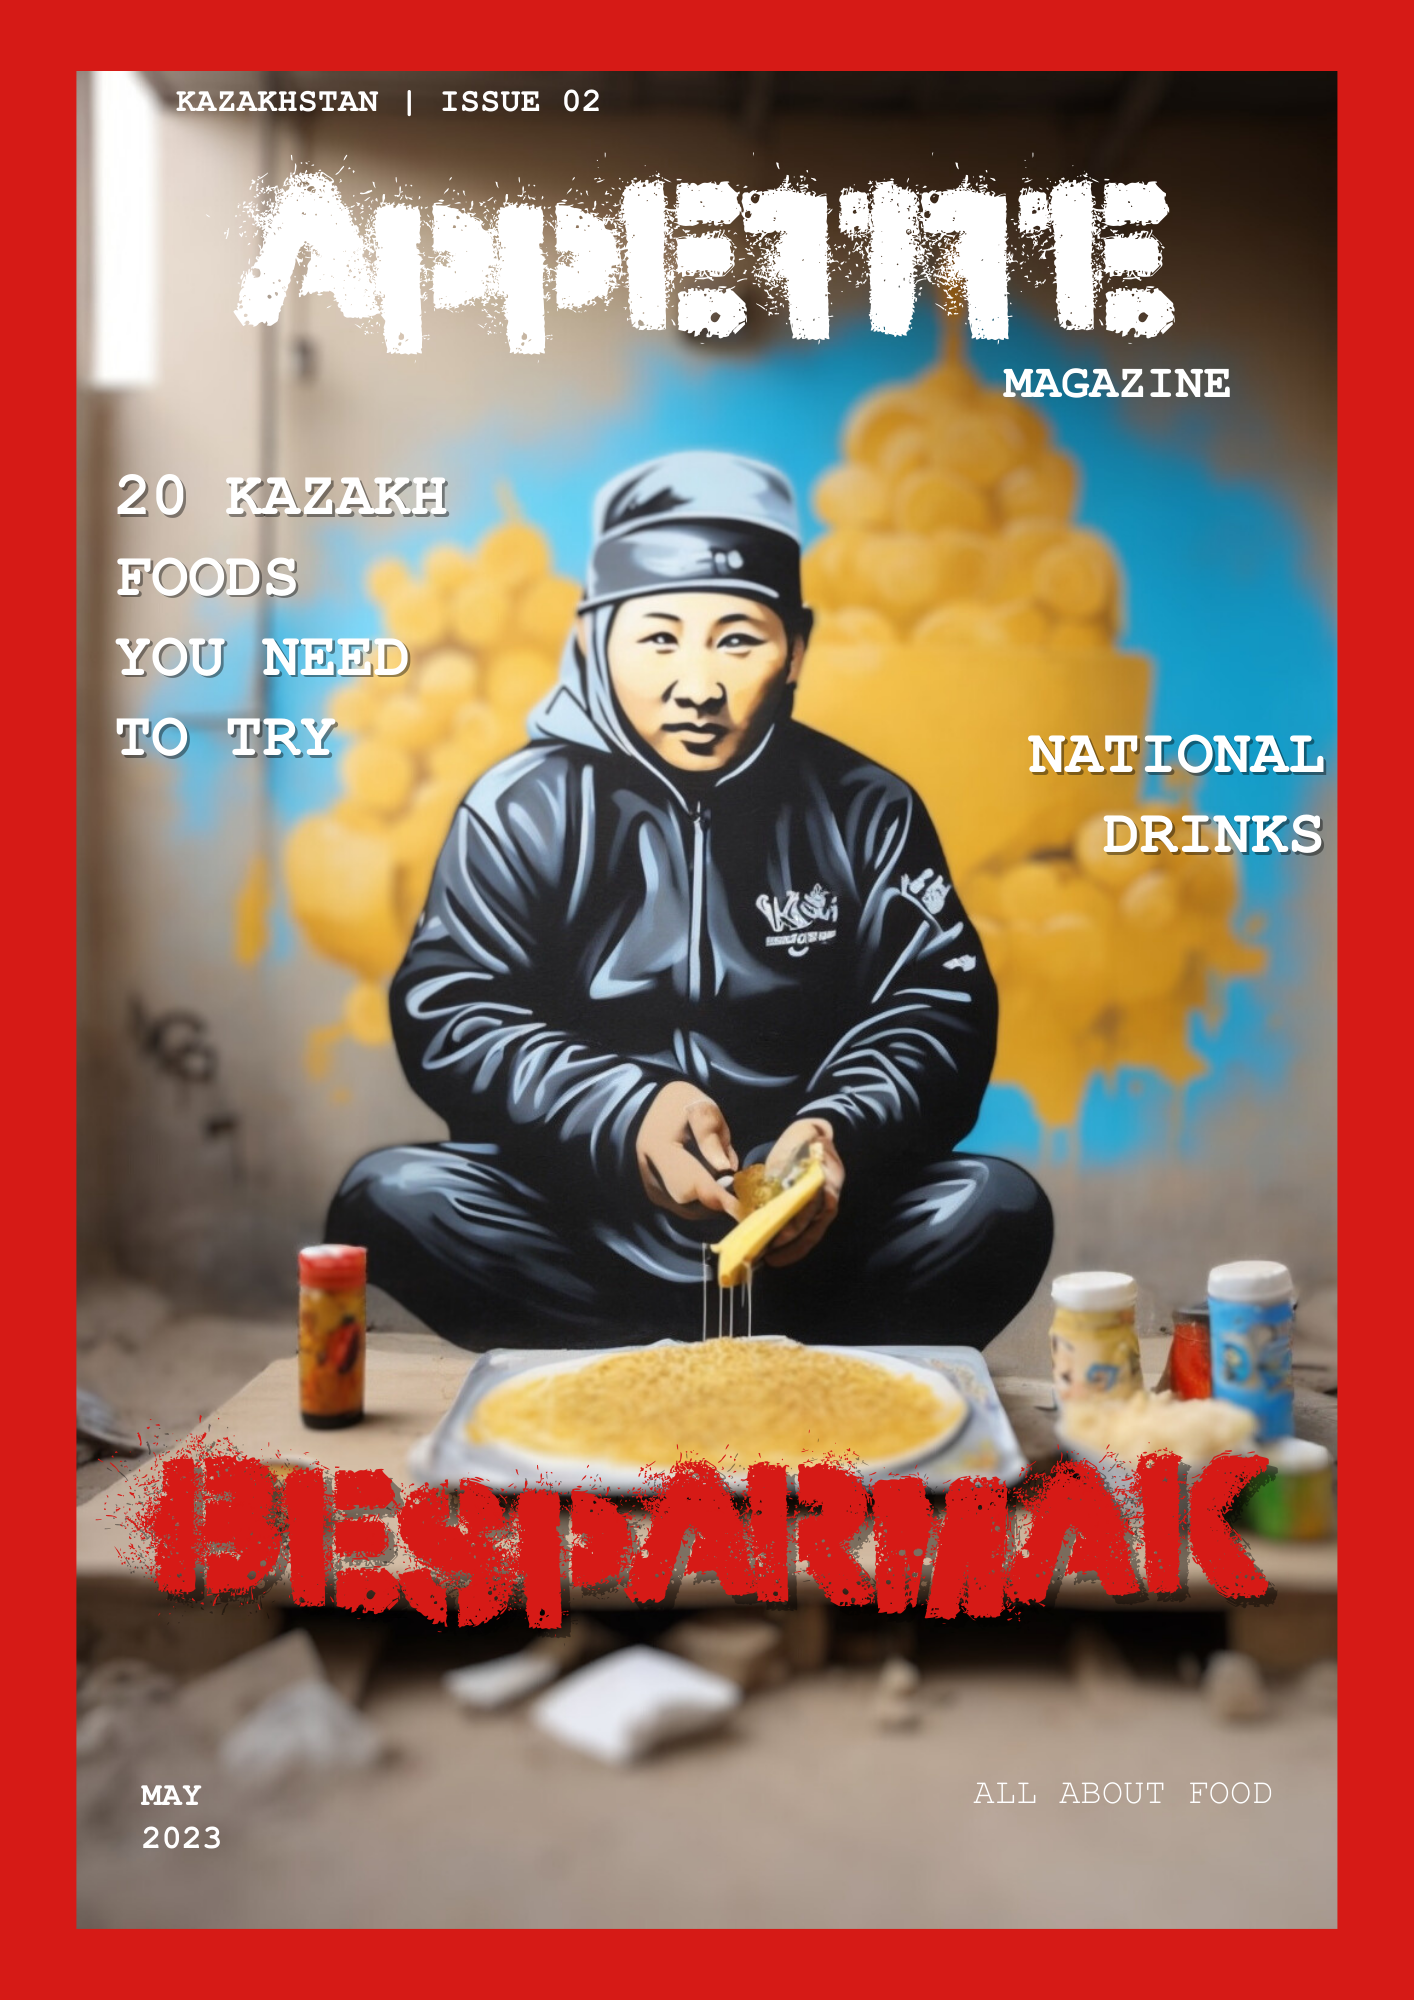 KAZAKHSTAN | ISSUE 02
AppETITE
MAGAZINE
20 KAZAKH
FOODS
YOU NEED
TO TRY
NATIONAL
DRINKS
BESpARMAK
MAY
2023
ALL ABOUT FOOD